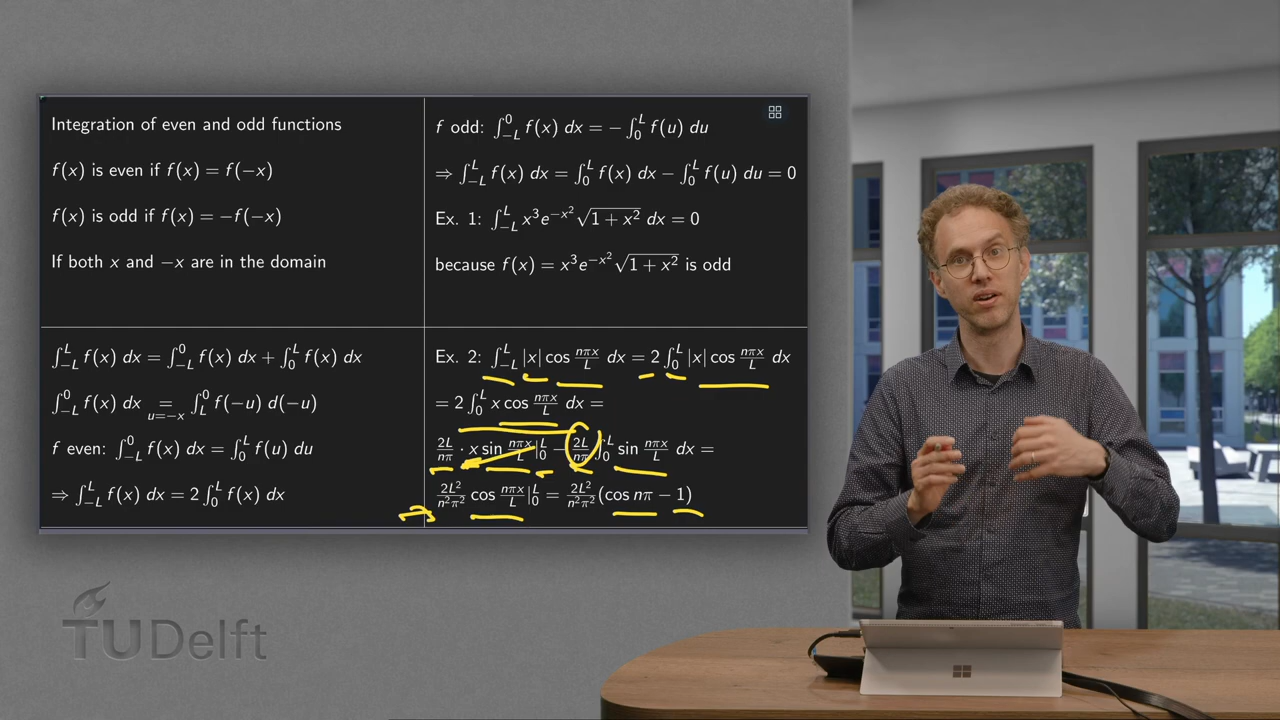 Integration of even and odd functions
f(x) is even if f(x) = f(−x)
f(x) is odd if f(x) = −f(−x)
If both x and −x are in the domain
f odd: ∫_{−L}^{0} f(x) dx = − ∫_{0}^{L} f(u) du
⇒ ∫_{−L}^{L} f(x) dx = ∫_{0}^{L} f(x) dx − ∫_{0}^{L} f(u) du = 0
Ex. 1: ∫_{−L}^{L} x³e^{−x²}√(1 + x²) dx = 0
because f(x) = x³e^{−x²}√(1 + x²) is odd
∫_{−L}^{L} f(x) dx = ∫_{−L}^{0} f(x) dx + ∫_{0}^{L} f(x) dx
∫_{−L}^{0} f(x) dx =_{u=−x} ∫_{L}^{0} f(−u) d(−u)
f even: ∫_{−L}^{0} f(x) dx = ∫_{0}^{L} f(u) du
⇒ ∫_{−L}^{L} f(x) dx = 2 ∫_{0}^{L} f(x) dx
Ex. 2: ∫_{−L}^{L} |x| cos nπx/L dx = 2 ∫_{0}^{L} |x| cos nπx/L dx
= 2 ∫_{0}^{L} x cos nπx/L dx =
2L/nπ · x sin nπx/L |_{0}^{L} − 2L/nπ ∫_{0}^{L} sin nπx/L dx =
2L²/n²π² cos nπx/L |_{0}^{L} = 2L²/n²π² (cos nπ − 1)
TUDelft